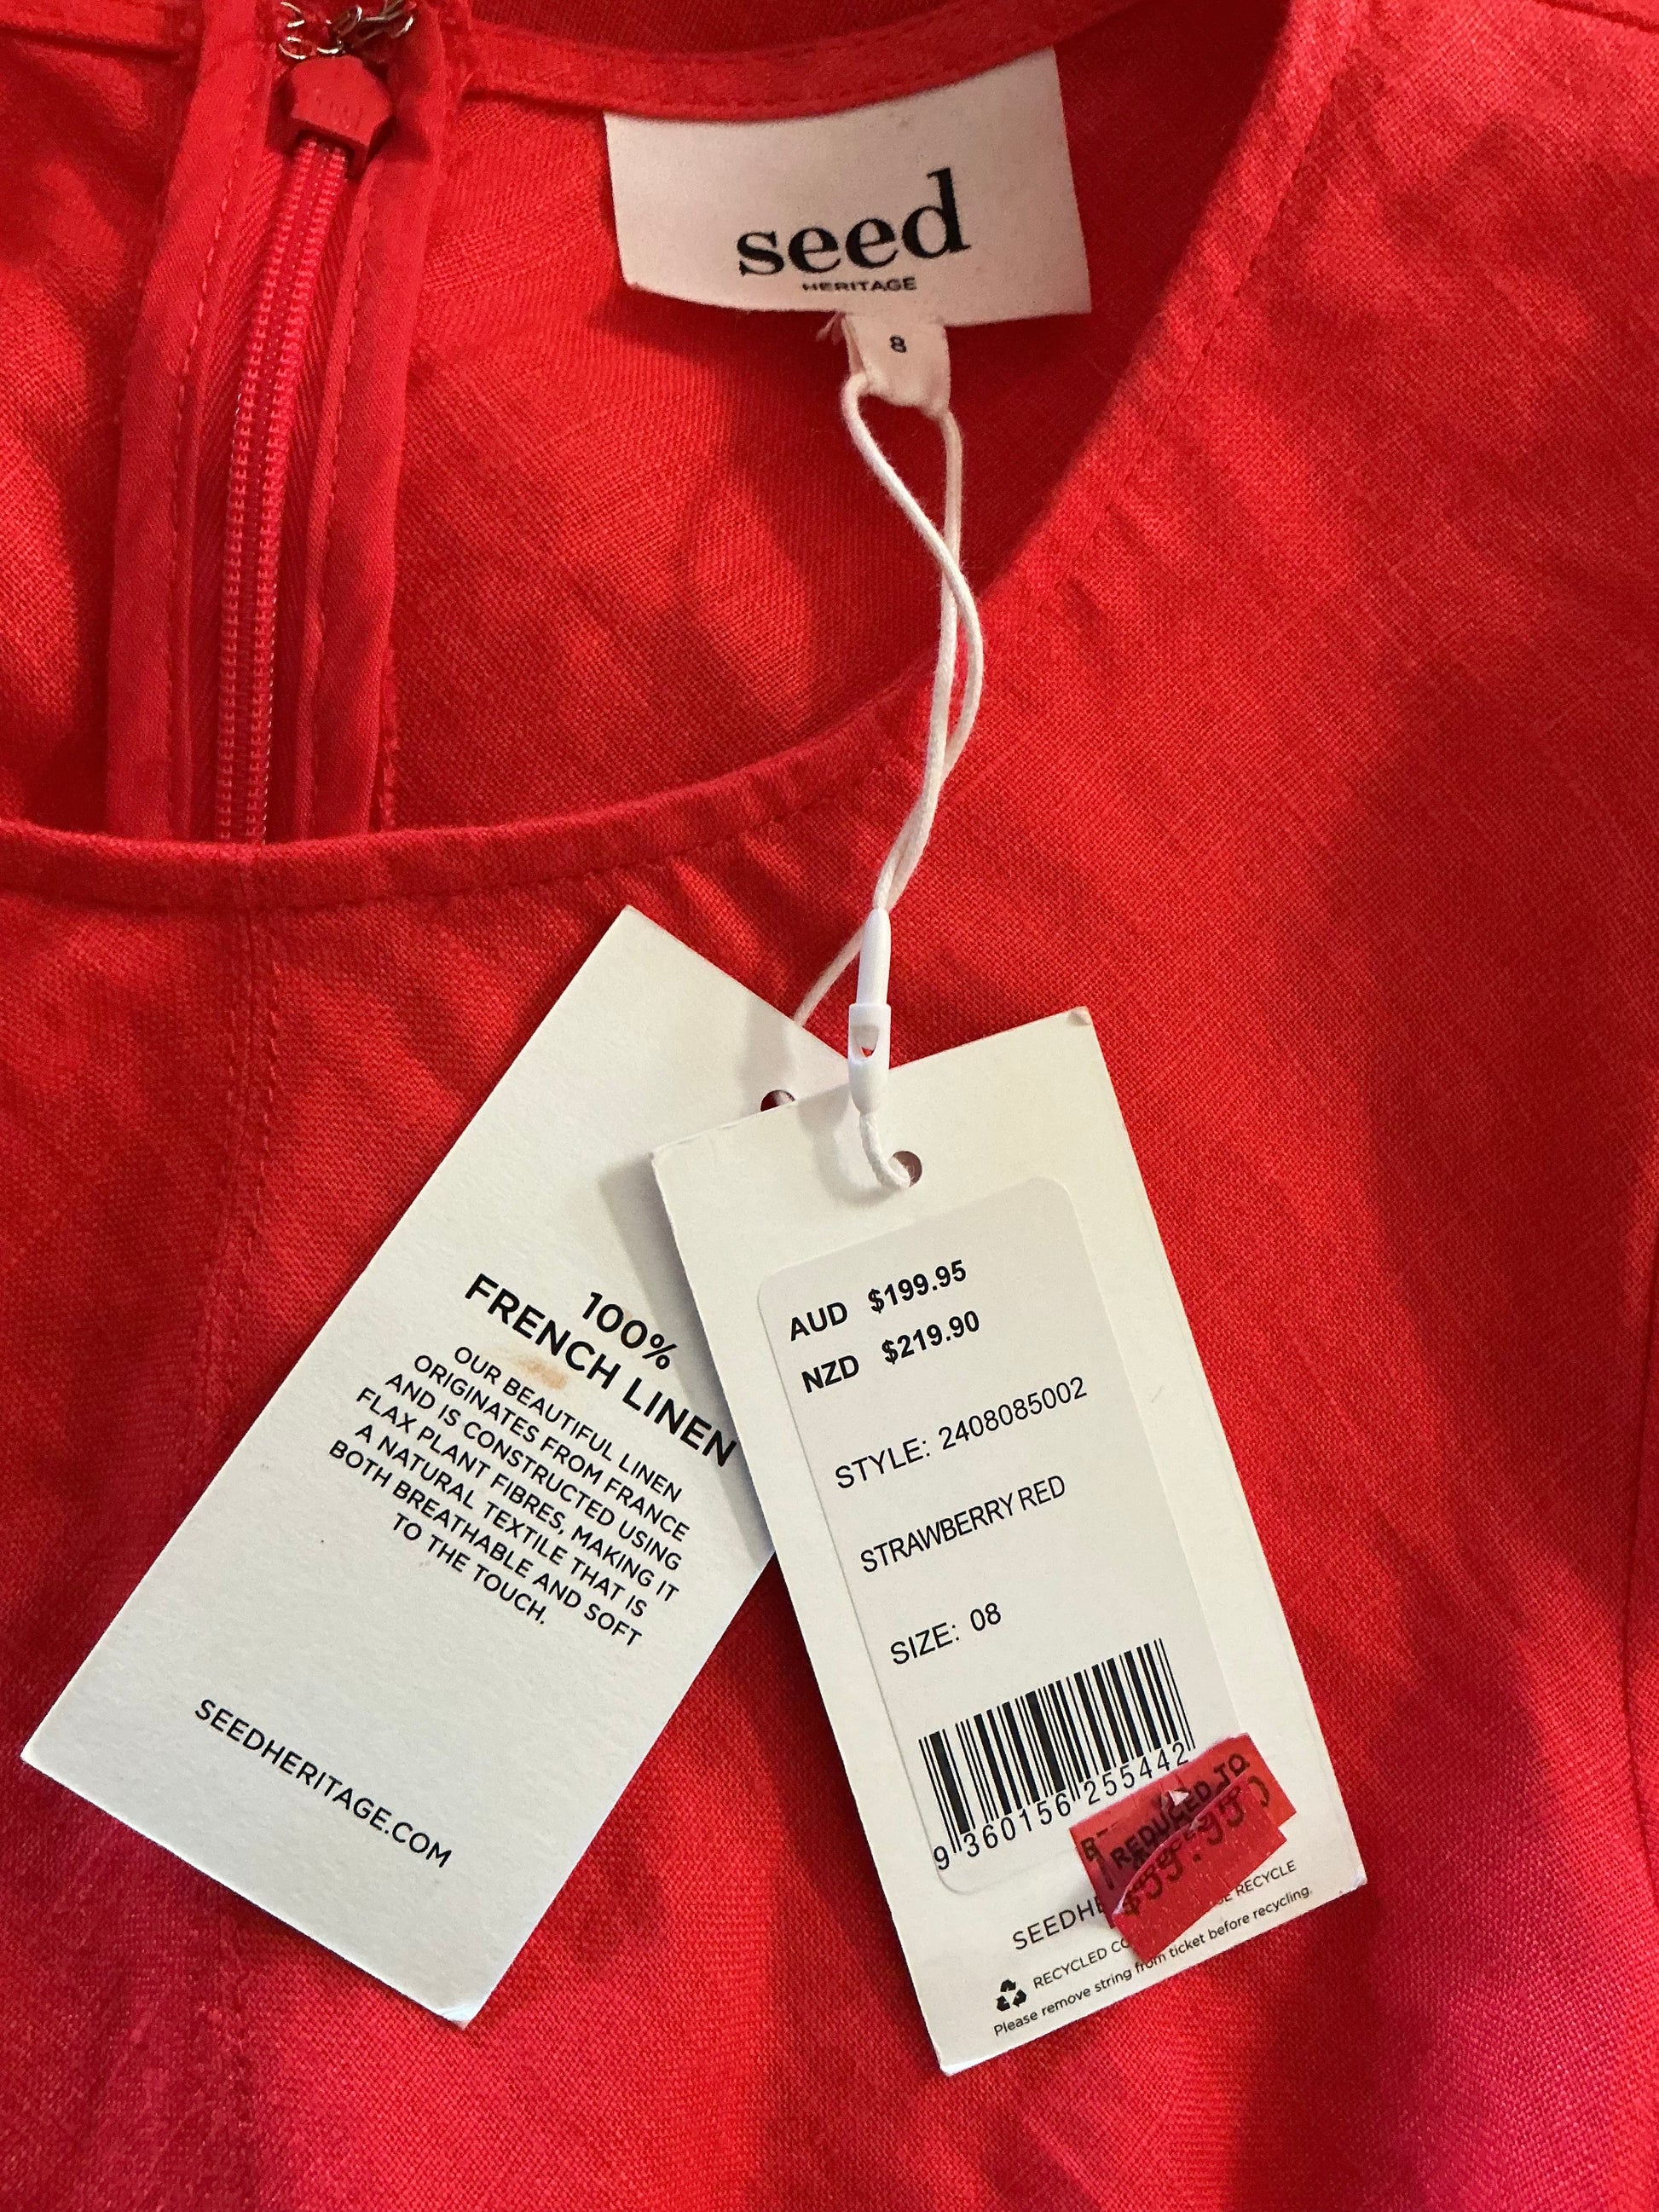 seed
HERITAGE
8
100%
FRENCH LINEN
OUR BEAUTIFUL LINEN
ORIGINATES FROM FRANCE
AND IS CONSTRUCTED USING
FLAX PLANT FIBRES, MAKING IT
A NATURAL TEXTILE THAT IS
BOTH BREATHABLE AND SOFT
TO THE TOUCH.
SEEDHERITAGE.COM
AUD $199.95
NZD $219.90
STYLE: 2408085002
STRAWBERRY RED
SIZE: 08
9 360156 255442
REDUCED TO
SEEDHE
RECYCLED RECYCLE
Please remove string from ticket before recycling.